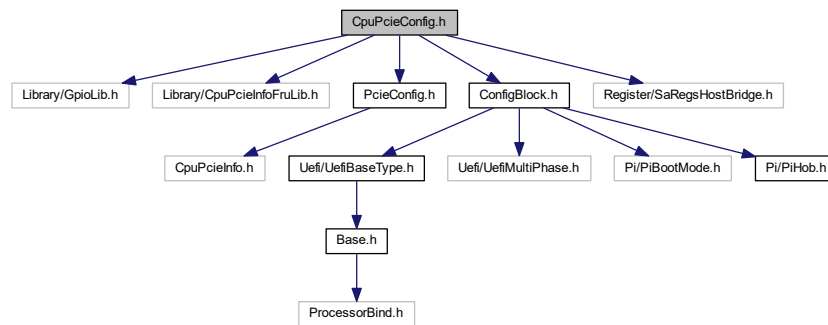 CpuPcieConfig.h
Library/GpioLib.h
Library/CpuPcieInfoFruLib.h
PcieConfig.h
ConfigBlock.h
Register/SaRegsHostBridge.h
CpuPcieInfo.h
Uefi/UefiBaseType.h
Uefi/UefiMultiPhase.h
Pi/PiBootMode.h
Pi/PiHob.h
Base.h
ProcessorBind.h